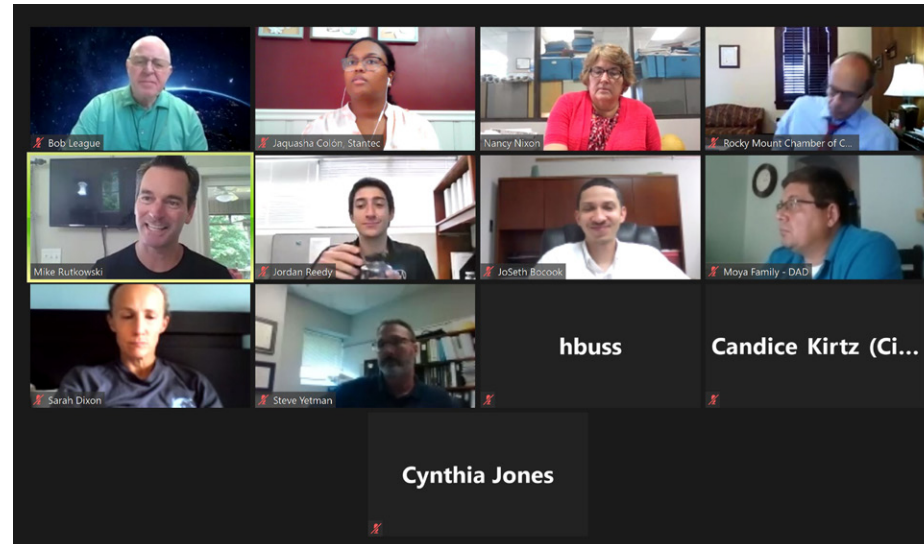 Bob League
Jaquasha Colón, Stantec
Nancy Nixon
Rocky Mount Chamber of C...
Mike Rutkowski
Jordan Reedy
JoSeth Bocook
Moya Family - DAD
Sarah Dixon
Steve Yetman
hbuss
Candice Kirtz (Ci...
Cynthia Jones